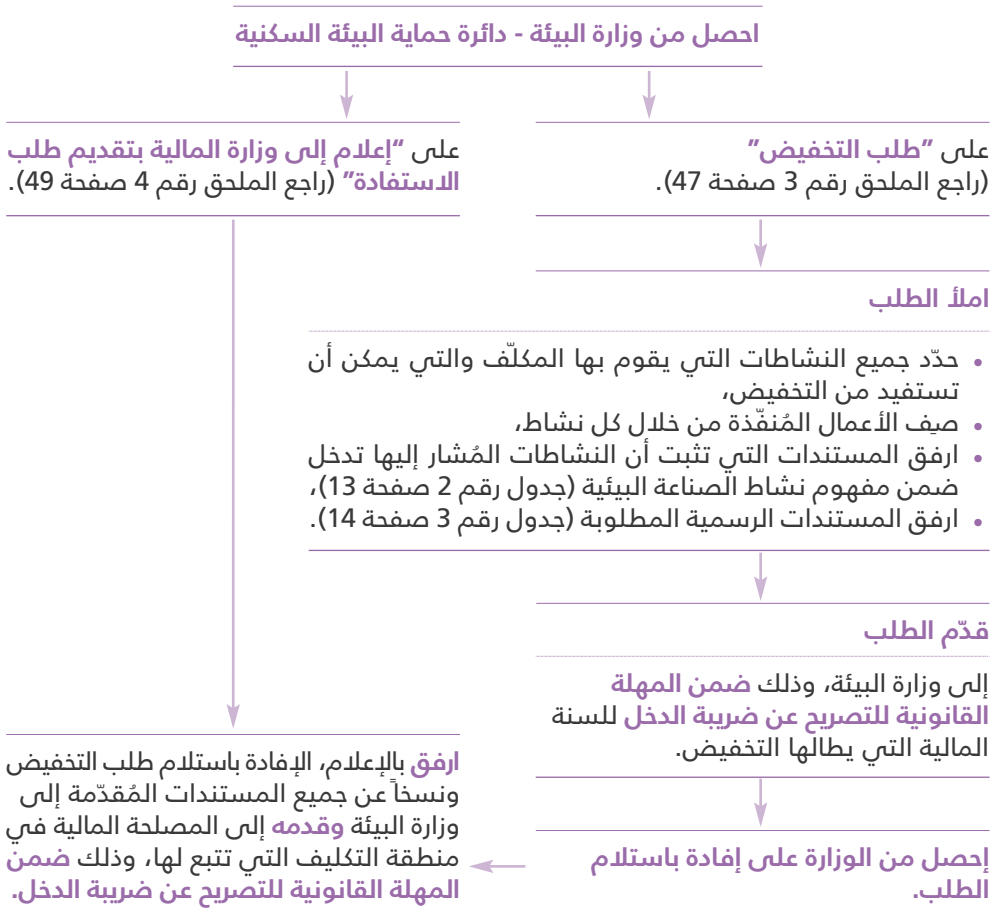 احصل من وزارة البيئة - دائرة حماية البيئة السكنية
على "طلب التخفيض"
(راجع الملحق رقم 3 صفحة 47).
على "إعلام إلى وزارة المالية بتقديم طلب
الاستفادة" (راجع الملحق رقم 4 صفحة 49).
املأ الطلب
• حدّد جميع النشاطات التي يقوم بها المكلّف والتي يمكن أن
تستفيد من التخفيض،
• صِف الأعمال المُنفّذة من خلال كل نشاط،
• ارفق المستندات التي تثبت أن النشاطات المُشار إليها تدخل
ضمن مفهوم نشاط الصناعة البيئية (جدول رقم 2 صفحة 13)،
• ارفق المستندات الرسمية المطلوبة (جدول رقم 3 صفحة 14).
قدّم الطلب
إلى وزارة البيئة، وذلك ضمن المهلة
القانونية للتصريح عن ضريبة الدخل للسنة
المالية التي يطالها التخفيض.
إحصل من الوزارة على إفادة باستلام
الطلب.
ارفق بالإعلام، الإفادة باستلام طلب التخفيض
ونسخاً عن جميع المستندات المُقدّمة إلى
وزارة البيئة وقدمه إلى المصلحة المالية في
منطقة التكليف التي تتبع لها، وذلك ضمن
المهلة القانونية للتصريح عن ضريبة الدخل.